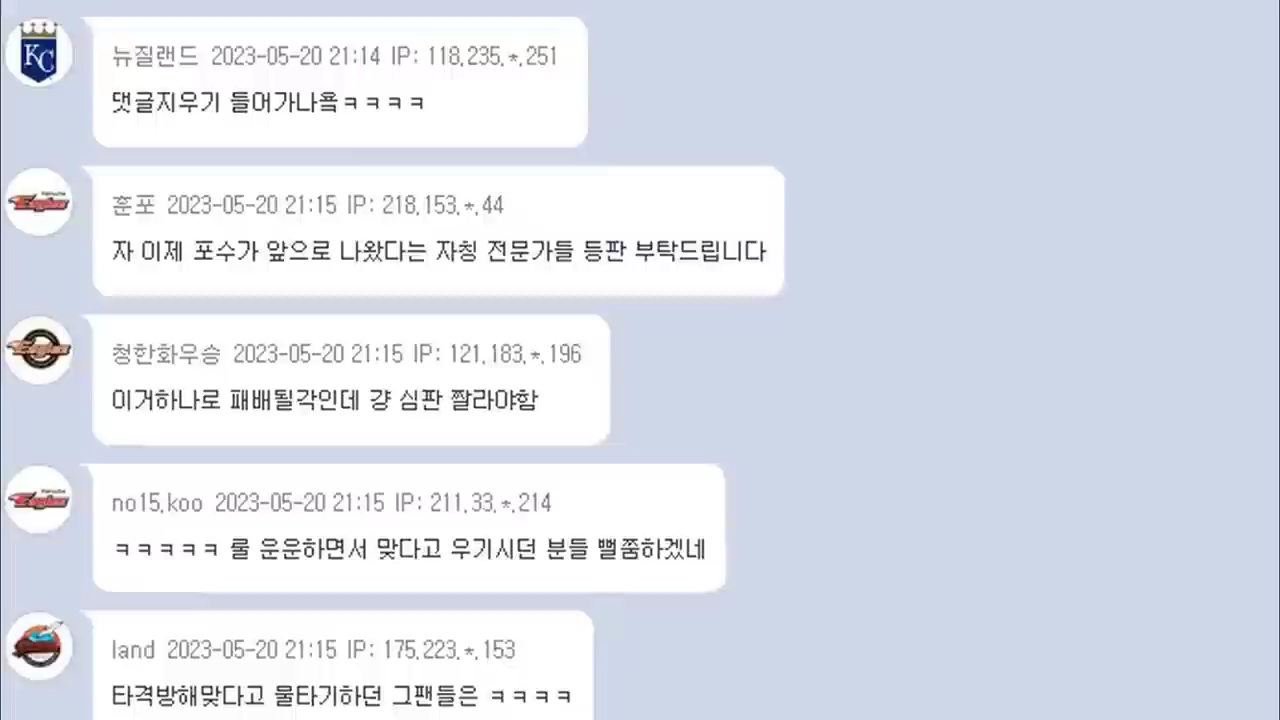 KC
뉴질랜드 2023-05-20 21:14 IP: 118.235.*.251
댓글지우기 들어가나욬ㅋㅋㅋㅋ
Eagles
훈포 2023-05-20 21:15 IP: 218.153.*.44
자 이제 포수가 앞으로 나왔다는 자칭 전문가들 등판 부탁드립니다
Eagles
청한화우승 2023-05-20 21:15 IP: 121.183.*.196
이거하나로 패배될각인데 걍 심판 짤라야함
Eagles
no15.koo 2023-05-20 21:15 IP: 211.33.*.214
ㅋㅋㅋㅋㅋ 룰 운운하면서 맞다고 우기시던 분들 뻘쭘하겠네
land 2023-05-20 21:15 IP: 175.223.*.153
타격방해맞다고 물타기하던 그팬들은 ㅋㅋㅋㅋ